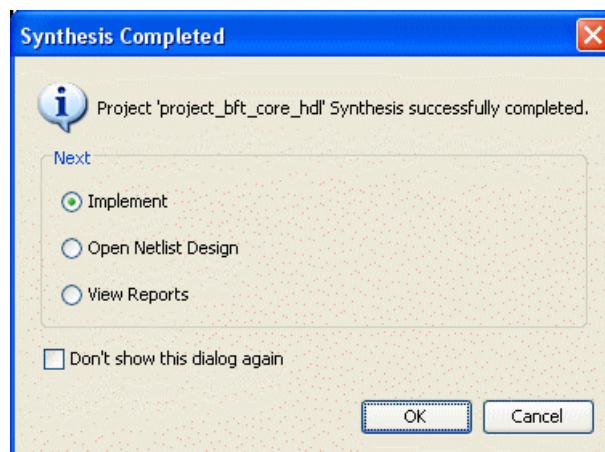 Synthesis Completed
Project 'project_bft_core_hdl' Synthesis successfully completed.
Next
Implement
Open Netlist Design
View Reports
Don't show this dialog again
OK
Cancel